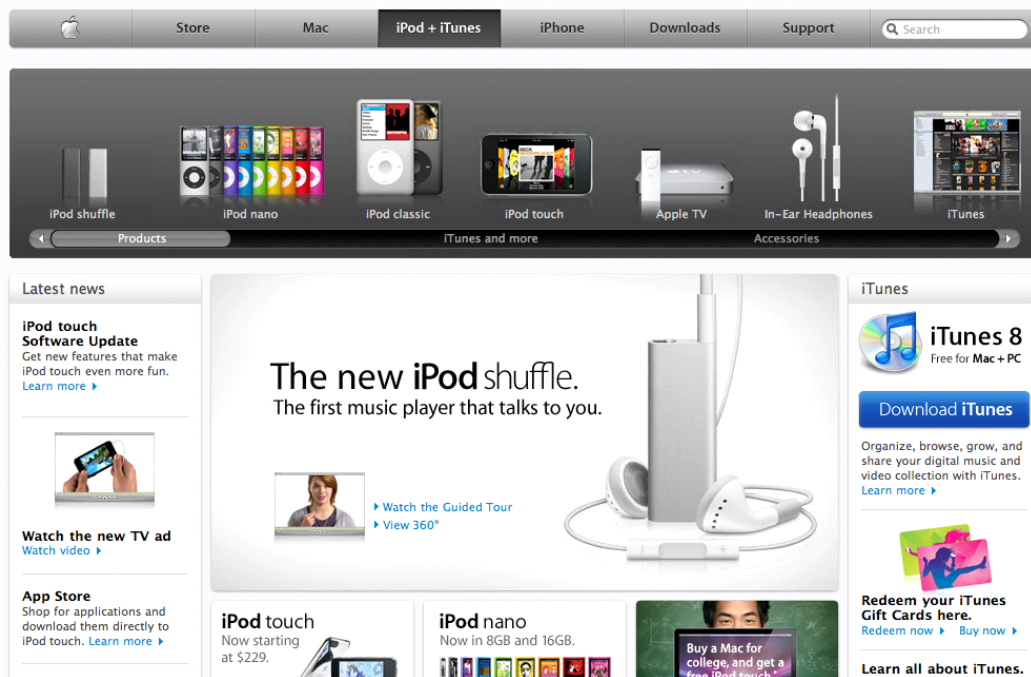 Store
Mac
iPod + iTunes
iPhone
Downloads
Support
Search
iPod shuffle
iPod nano
iPod classic
iPod touch
Apple TV
In-Ear Headphones
iTunes
Products
iTunes and more
Accessories
Latest news
iPod touch
Software Update
Get new features that make
iPod touch even more fun.
Learn more
Watch the new TV ad
Watch video
App Store
Shop for applications and
download them directly to
iPod touch. Learn more
The new iPod shuffle.
The first music player that talks to you.
Watch the Guided Tour
View 360°
iPod touch
Now starting
at $229.
iPod nano
Now in 8GB and 16GB.
Buy a Mac for
college, and get a
free iPod touch.*
iTunes
iTunes 8
Free for Mac + PC
Download iTunes
Organize, browse, grow, and
share your digital music and
video collection with iTunes.
Learn more
Redeem your iTunes
Gift Cards here.
Redeem now
Buy now
Learn all about iTunes.